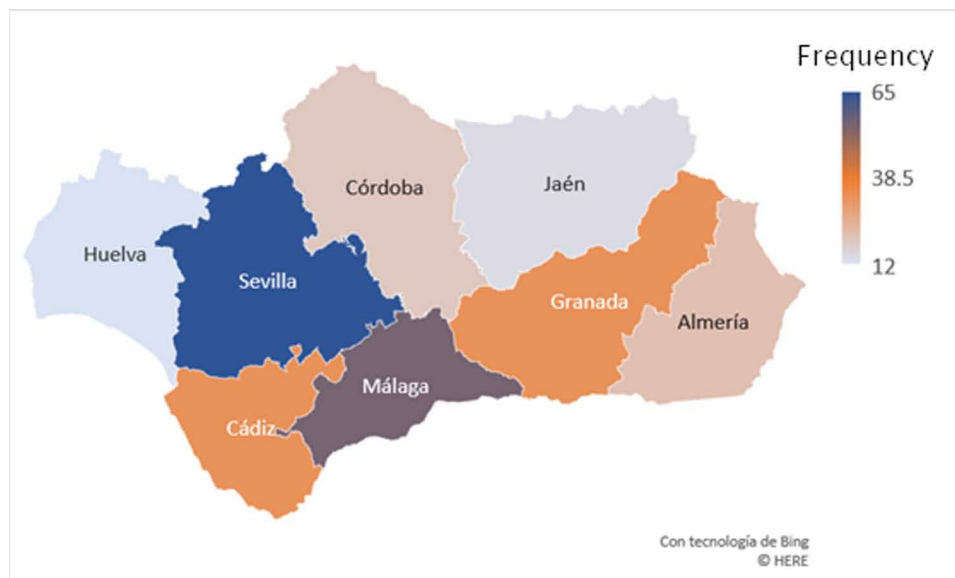 Frequency
65
38.5
12
Córdoba
Jaén
Huelva
Sevilla
Granada
Almería
Málaga
Cádiz
Con tecnología de Bing
© HERE